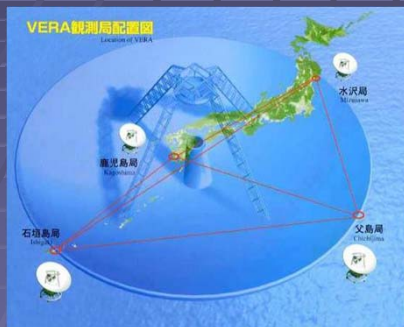 VERA観測局配置図
Location of VERA
水沢局
Mizusawa
鹿児島局
Kagoshima
石垣島局
Ishigaki
父島局
Chichijima